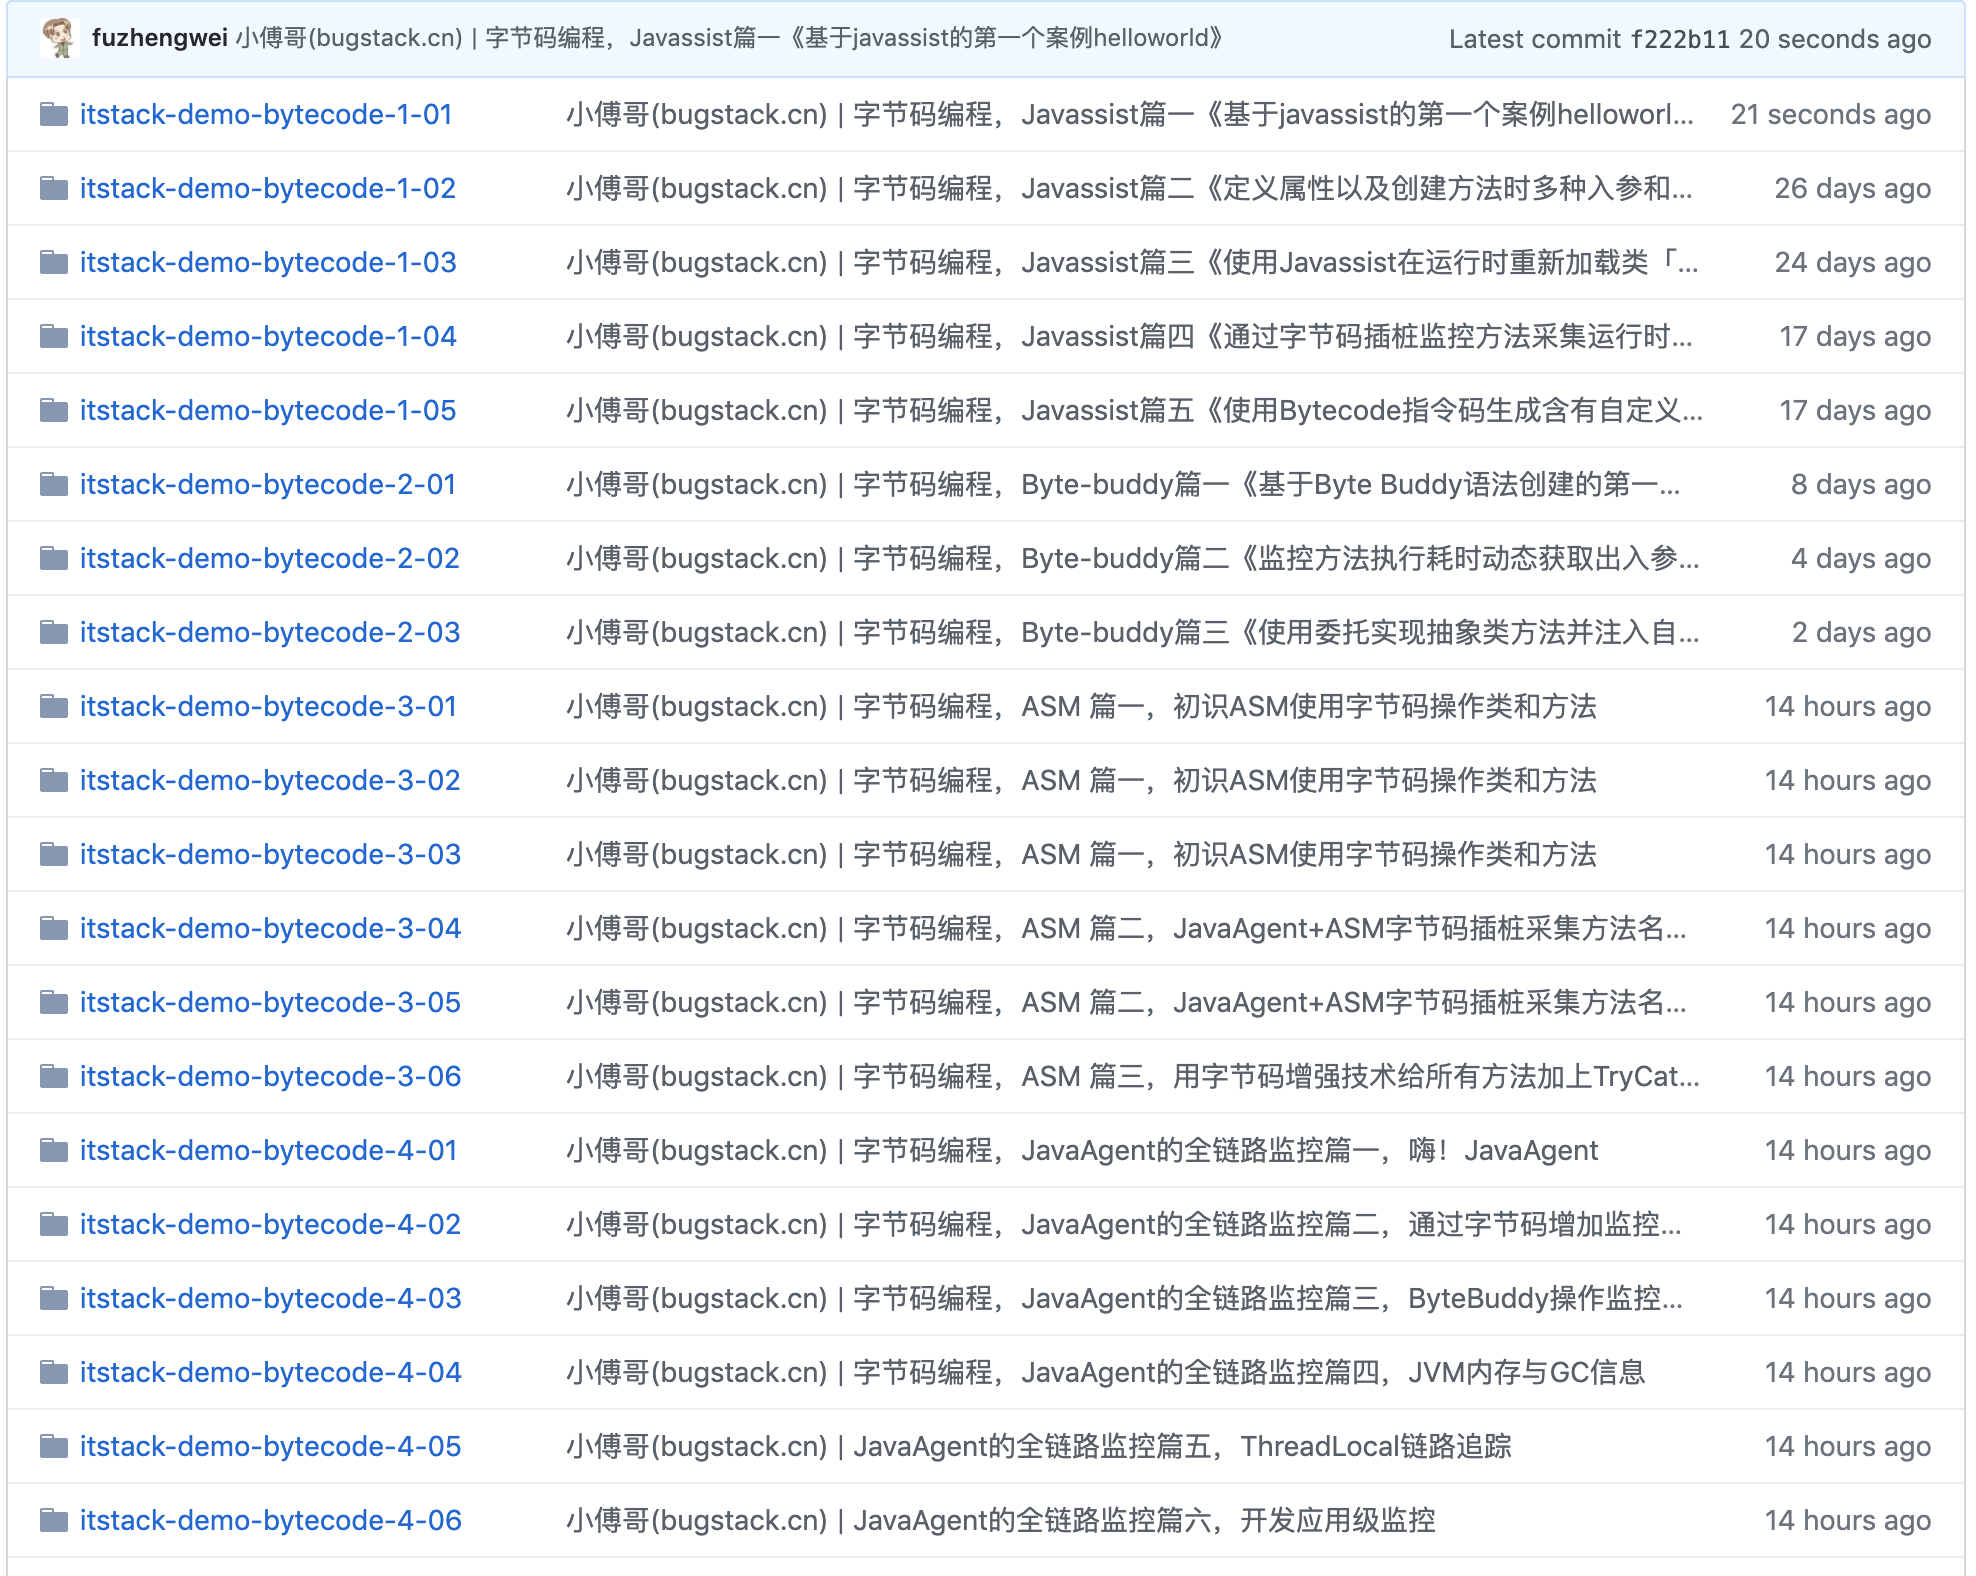 fuzhengwei 小傅哥(bugstack.cn) | 字节码编程，Javassist篇一《基于javassist的第一个案例helloworld》 Latest commit f222b11 20 seconds ago
itstack-demo-bytecode-1-01 小傅哥(bugstack.cn) | 字节码编程，Javassist篇一《基于javassist的第一个案例helloworl... 21 seconds ago
itstack-demo-bytecode-1-02 小傅哥(bugstack.cn) | 字节码编程，Javassist篇二《定义属性以及创建方法时多种入参和... 26 days ago
itstack-demo-bytecode-1-03 小傅哥(bugstack.cn) | 字节码编程，Javassist篇三《使用Javassist在运行时重新加载类「... 24 days ago
itstack-demo-bytecode-1-04 小傅哥(bugstack.cn) | 字节码编程，Javassist篇四《通过字节码插桩监控方法采集运行时... 17 days ago
itstack-demo-bytecode-1-05 小傅哥(bugstack.cn) | 字节码编程，Javassist篇五《使用Bytecode指令码生成含有自定义... 17 days ago
itstack-demo-bytecode-2-01 小傅哥(bugstack.cn) | 字节码编程，Byte-buddy篇一《基于Byte Buddy语法创建的第一... 8 days ago
itstack-demo-bytecode-2-02 小傅哥(bugstack.cn) | 字节码编程，Byte-buddy篇二《监控方法执行耗时动态获取出入参... 4 days ago
itstack-demo-bytecode-2-03 小傅哥(bugstack.cn) | 字节码编程，Byte-buddy篇三《使用委托实现抽象类方法并注入自... 2 days ago
itstack-demo-bytecode-3-01 小傅哥(bugstack.cn) | 字节码编程，ASM 篇一，初识ASM使用字节码操作类和方法 14 hours ago
itstack-demo-bytecode-3-02 小傅哥(bugstack.cn) | 字节码编程，ASM 篇一，初识ASM使用字节码操作类和方法 14 hours ago
itstack-demo-bytecode-3-03 小傅哥(bugstack.cn) | 字节码编程，ASM 篇一，初识ASM使用字节码操作类和方法 14 hours ago
itstack-demo-bytecode-3-04 小傅哥(bugstack.cn) | 字节码编程，ASM 篇二，JavaAgent+ASM字节码插桩采集方法名... 14 hours ago
itstack-demo-bytecode-3-05 小傅哥(bugstack.cn) | 字节码编程，ASM 篇二，JavaAgent+ASM字节码插桩采集方法名... 14 hours ago
itstack-demo-bytecode-3-06 小傅哥(bugstack.cn) | 字节码编程，ASM 篇三，用字节码增强技术给所有方法加上TryCat... 14 hours ago
itstack-demo-bytecode-4-01 小傅哥(bugstack.cn) | 字节码编程，JavaAgent的全链路监控篇一，嗨！JavaAgent 14 hours ago
itstack-demo-bytecode-4-02 小傅哥(bugstack.cn) | 字节码编程，JavaAgent的全链路监控篇二，通过字节码增加监控... 14 hours ago
itstack-demo-bytecode-4-03 小傅哥(bugstack.cn) | 字节码编程，JavaAgent的全链路监控篇三，ByteBuddy操作监控... 14 hours ago
itstack-demo-bytecode-4-04 小傅哥(bugstack.cn) | 字节码编程，JavaAgent的全链路监控篇四，JVM内存与GC信息 14 hours ago
itstack-demo-bytecode-4-05 小傅哥(bugstack.cn) | JavaAgent的全链路监控篇五，ThreadLocal链路追踪 14 hours ago
itstack-demo-bytecode-4-06 小傅哥(bugstack.cn) | JavaAgent的全链路监控篇六，开发应用级监控 14 hours ago